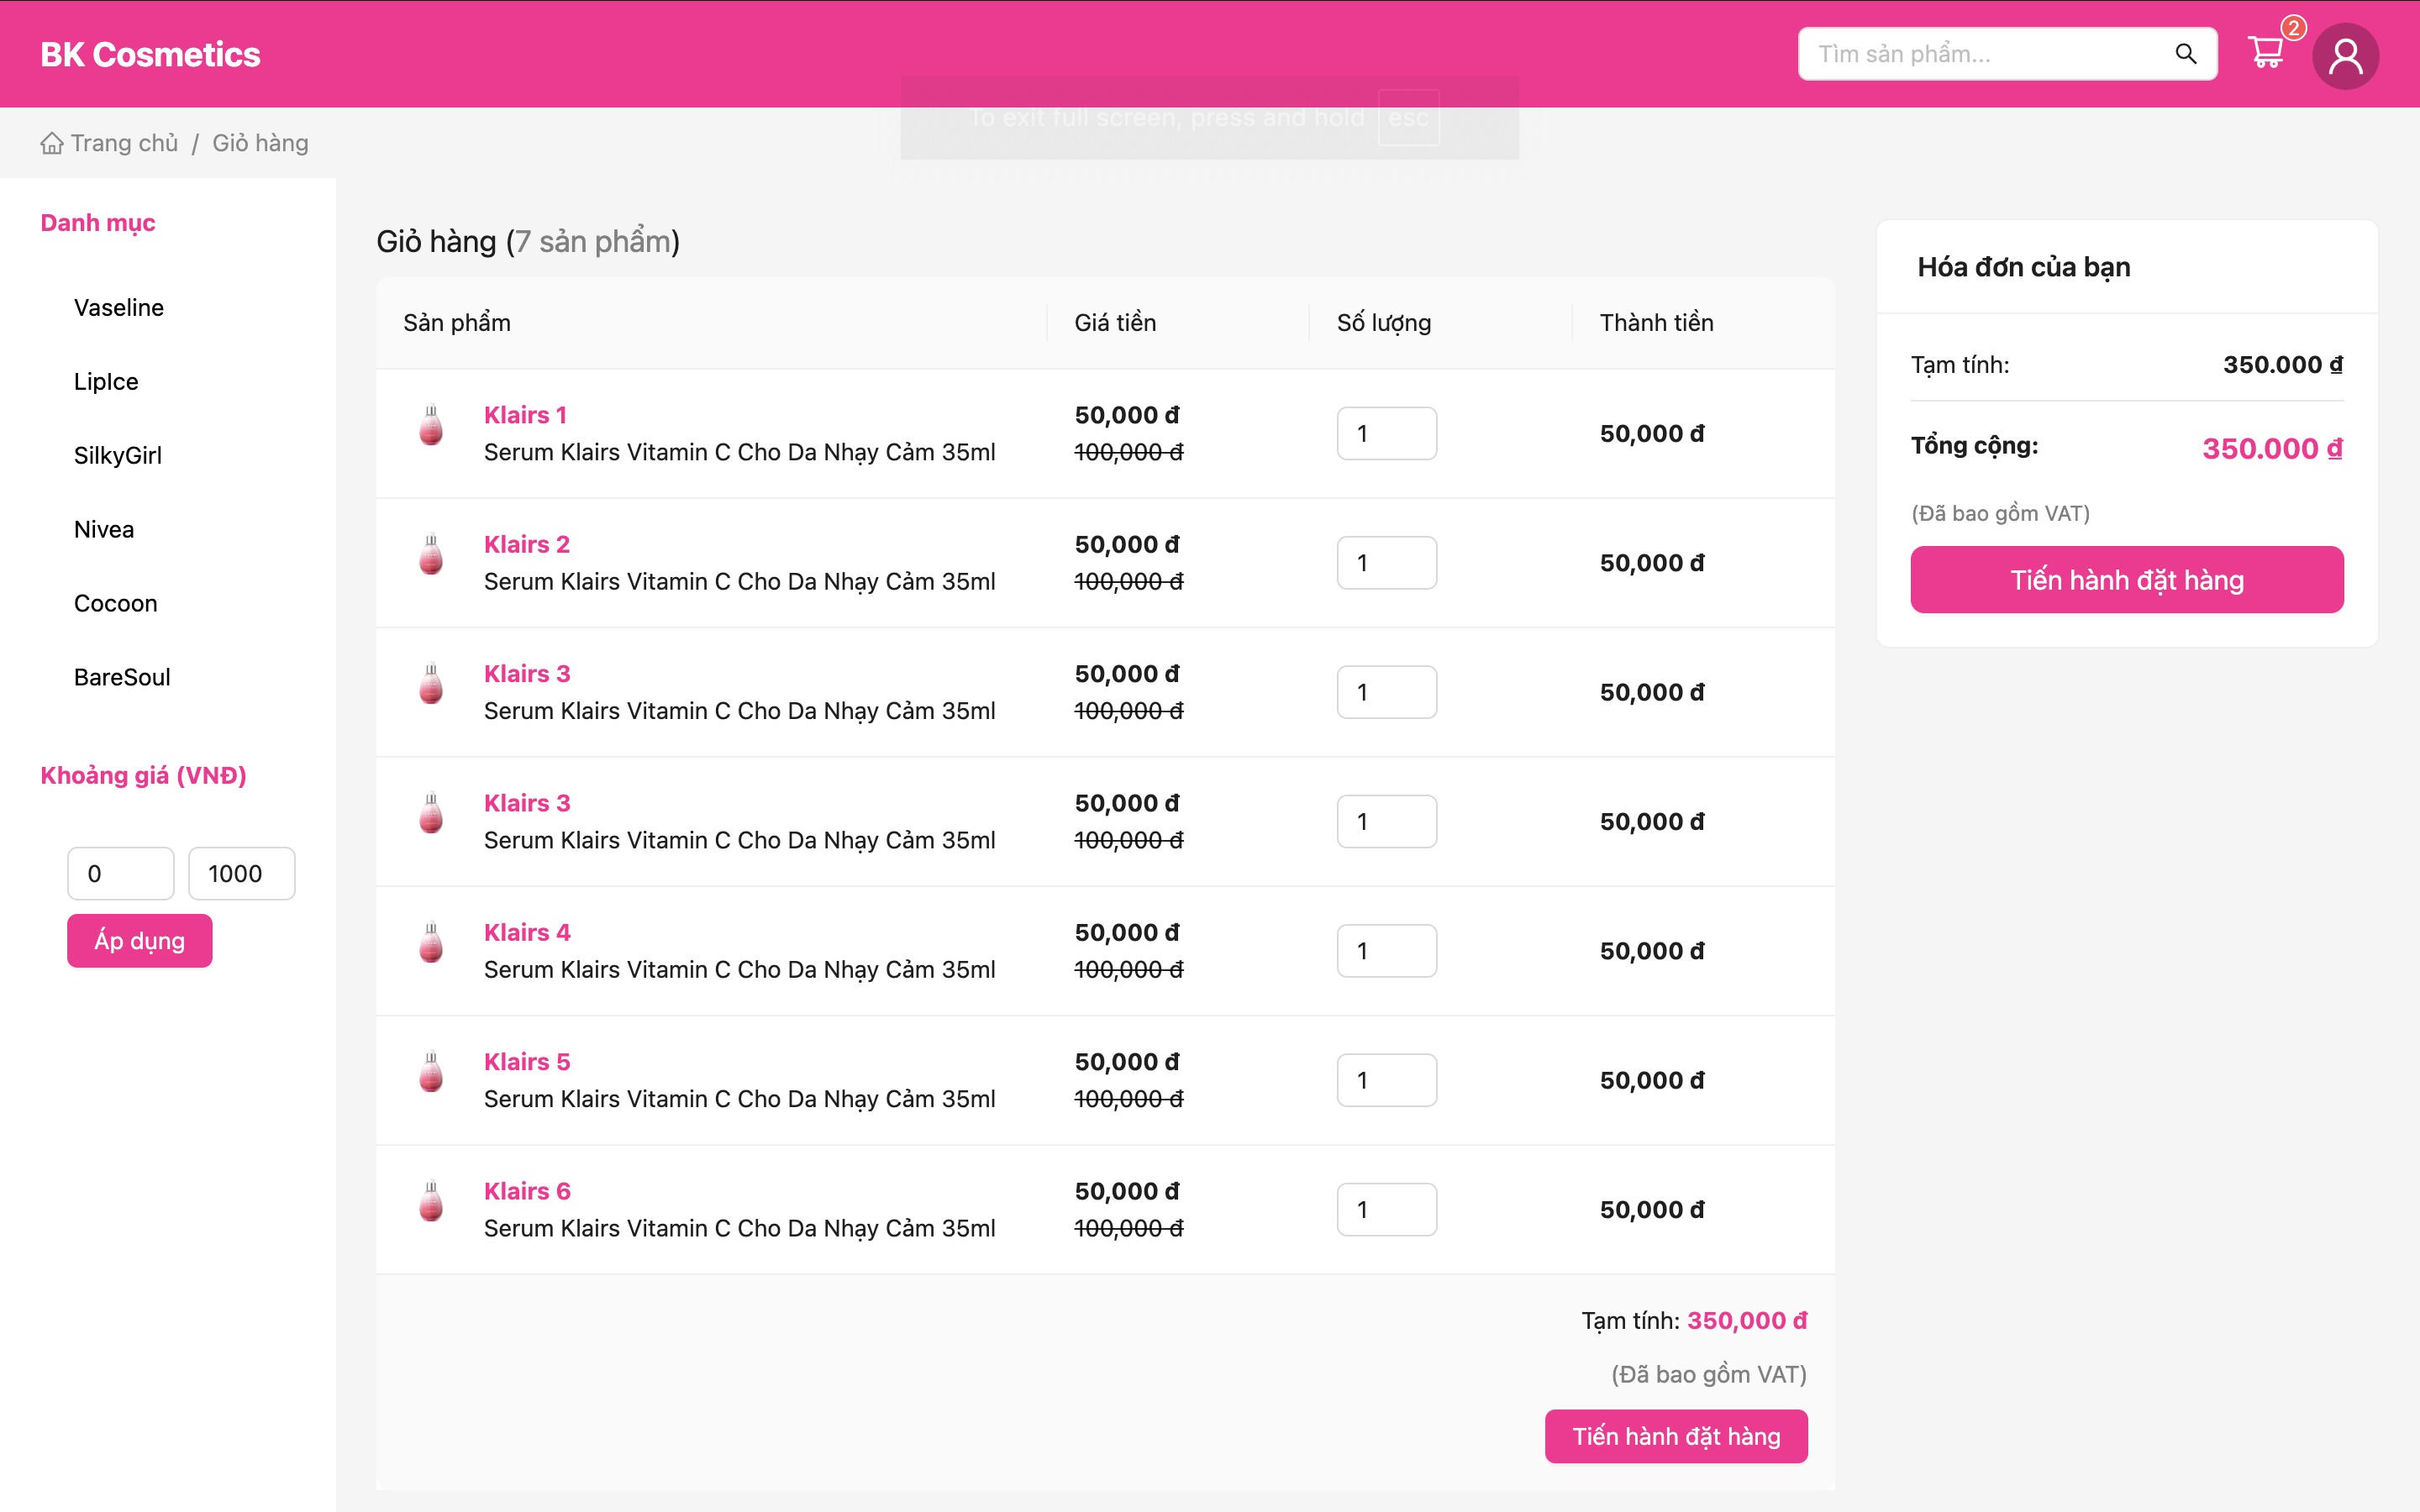 BK Cosmetics
Tìm sản phẩm...
2
To exit full screen, press and hold esc
Trang chủ / Giỏ hàng
Danh mục
Vaseline
LipIce
SilkyGirl
Nivea
Cocoon
BareSoul
Khoảng giá (VNĐ)
0 1000
Áp dụng
Giỏ hàng (7 sản phẩm)
Sản phẩm Giá tiền Số lượng Thành tiền
Klairs 1 50,000 đ 1 50,000 đ
Serum Klairs Vitamin C Cho Da Nhạy Cảm 35ml 100,000 đ
Klairs 2 50,000 đ 1 50,000 đ
Serum Klairs Vitamin C Cho Da Nhạy Cảm 35ml 100,000 đ
Klairs 3 50,000 đ 1 50,000 đ
Serum Klairs Vitamin C Cho Da Nhạy Cảm 35ml 100,000 đ
Klairs 3 50,000 đ 1 50,000 đ
Serum Klairs Vitamin C Cho Da Nhạy Cảm 35ml 100,000 đ
Klairs 4 50,000 đ 1 50,000 đ
Serum Klairs Vitamin C Cho Da Nhạy Cảm 35ml 100,000 đ
Klairs 5 50,000 đ 1 50,000 đ
Serum Klairs Vitamin C Cho Da Nhạy Cảm 35ml 100,000 đ
Klairs 6 50,000 đ 1 50,000 đ
Serum Klairs Vitamin C Cho Da Nhạy Cảm 35ml 100,000 đ
Tạm tính: 350,000 đ
(Đã bao gồm VAT)
Tiến hành đặt hàng
Hóa đơn của bạn
Tạm tính: 350.000 ₫
Tổng cộng: 350.000 ₫
(Đã bao gồm VAT)
Tiến hành đặt hàng